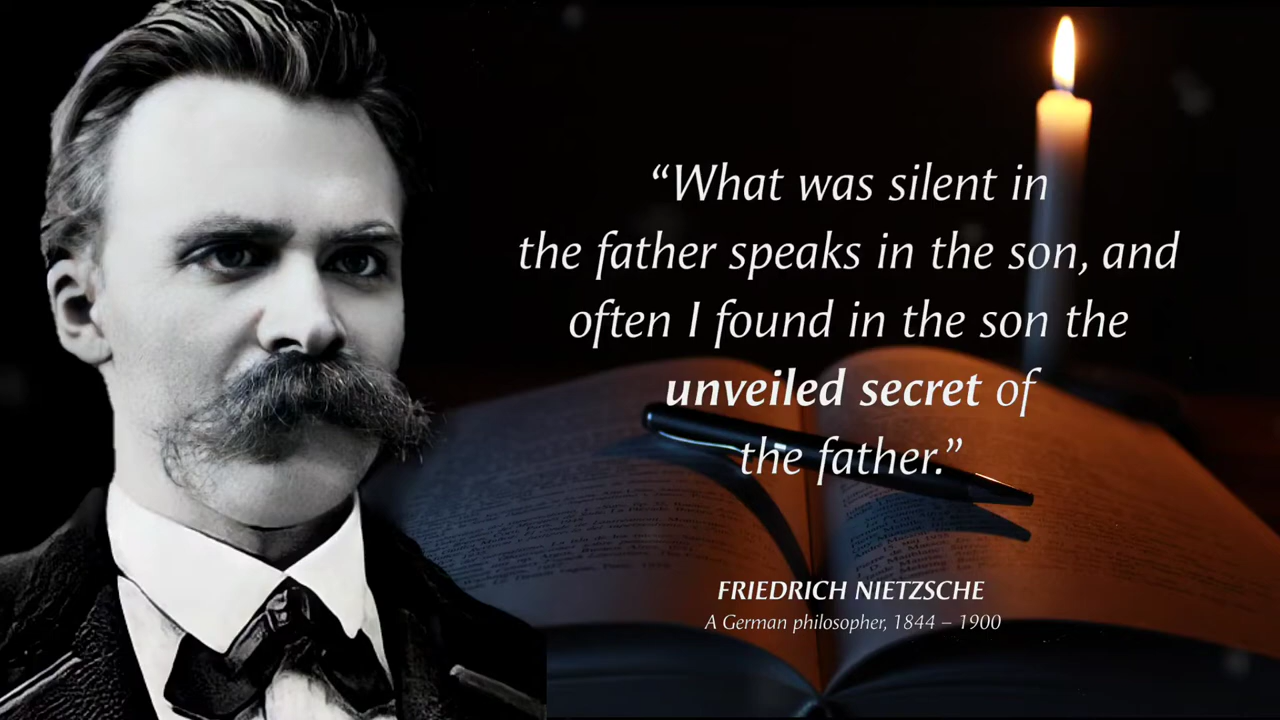 “What was silent in
the father speaks in the son, and
often I found in the son the
unveiled secret of
the father.”
FRIEDRICH NIETZSCHE
A German philosopher, 1844 – 1900